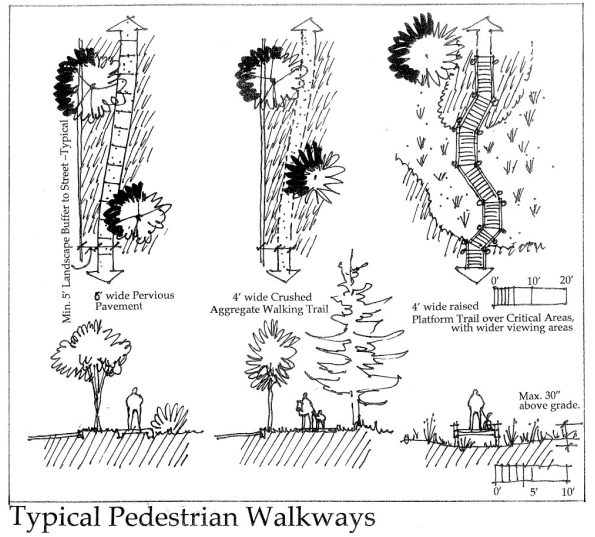 Min. 5' Landscape Buffer to Street –Typical
6' wide Pervious
Pavement
4' wide Crushed
Aggregate Walking Trail
0' 10' 20'
4' wide raised
Platform Trail over Critical Areas,
with wider viewing areas
Max. 30"
above grade.
0' 5' 10'
Typical Pedestrian Walkways